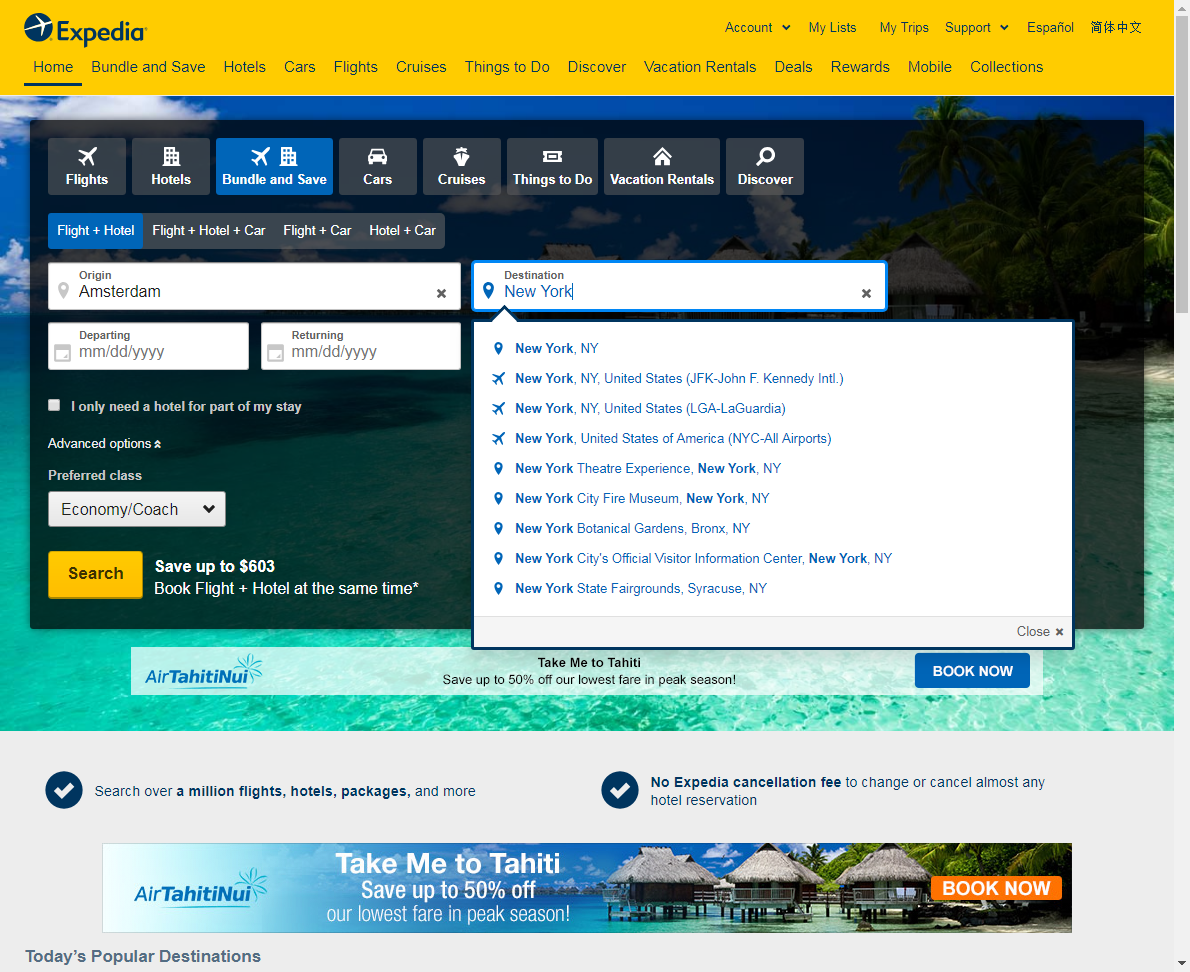 Expedia
Account
My Lists
My Trips
Support
Español
简体中文
Home
Bundle and Save
Hotels
Cars
Flights
Cruises
Things to Do
Discover
Vacation Rentals
Deals
Rewards
Mobile
Collections
Flights
Hotels
Bundle and Save
Cars
Cruises
Things to Do
Vacation Rentals
Discover
Flight + Hotel
Flight + Hotel + Car
Flight + Car
Hotel + Car
Origin
Amsterdam
Destination
New York
Departing
mm/dd/yyyy
Returning
mm/dd/yyyy
I only need a hotel for part of my stay
Advanced options
Preferred class
Economy/Coach
Search
Save up to $603
Book Flight + Hotel at the same time*
New York, NY
New York, NY, United States (JFK-John F. Kennedy Intl.)
New York, NY, United States (LGA-LaGuardia)
New York, United States of America (NYC-All Airports)
New York Theatre Experience, New York, NY
New York City Fire Museum, New York, NY
New York Botanical Gardens, Bronx, NY
New York City's Official Visitor Information Center, New York, NY
New York State Fairgrounds, Syracuse, NY
Close
AirTahitiNui
Take Me to Tahiti
Save up to 50% off our lowest fare in peak season!
BOOK NOW
Search over a million flights, hotels, packages, and more
No Expedia cancellation fee to change or cancel almost any
hotel reservation
AirTahitiNui
Take Me to Tahiti
Save up to 50% off
our lowest fare in peak season!
BOOK NOW
Today's Popular Destinations